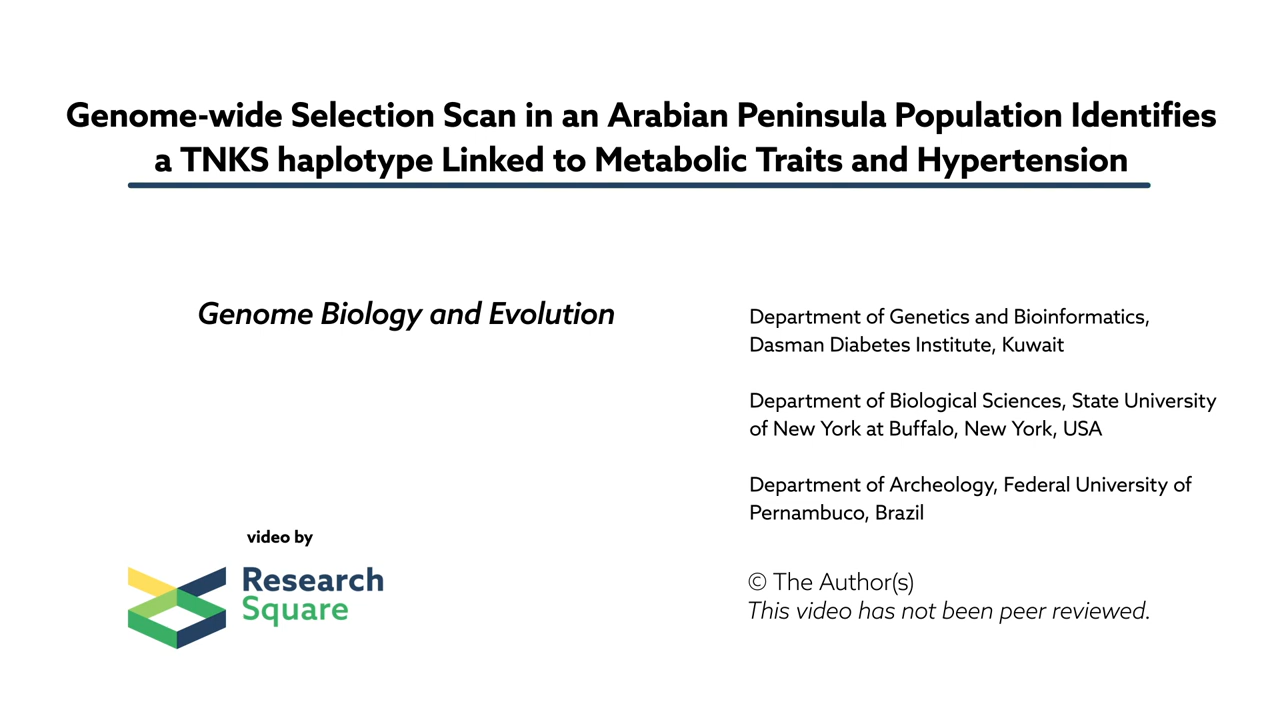 Genome-wide Selection Scan in an Arabian Peninsula Population Identifies
a TNKS haplotype Linked to Metabolic Traits and Hypertension
Genome Biology and Evolution
Department of Genetics and Bioinformatics,
Dasman Diabetes Institute, Kuwait
Department of Biological Sciences, State University
of New York at Buffalo, New York, USA
Department of Archeology, Federal University of
Pernambuco, Brazil
video by
Research
Square
© The Author(s)
This video has not been peer reviewed.